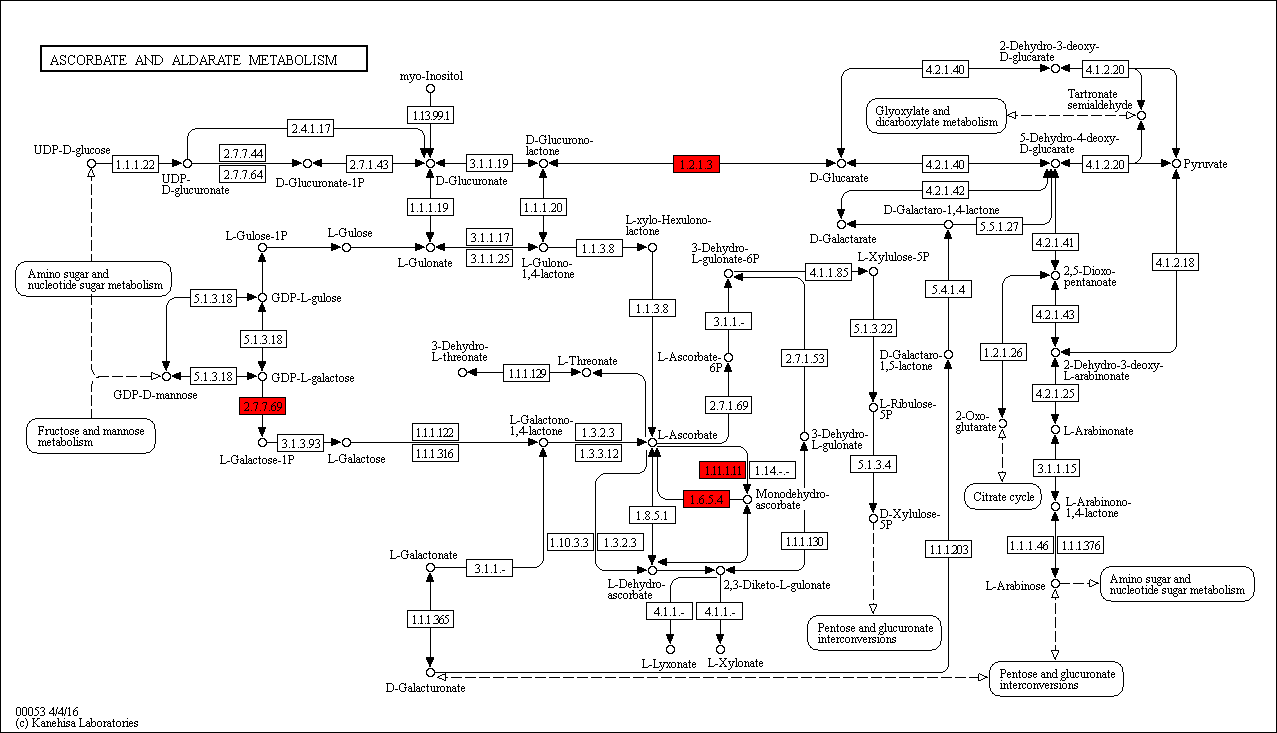 ASCORBATE AND ALDARATE METABOLISM
2-Dehydro-3-deoxy-
D-glucarate
4.2.1.40
4.1.2.20
myo-Inositol
1.13.99.1
Glyoxylate and
dicarboxylate metabolism
Tartronate
semialdehyde
2.4.1.17
UDP-D-glucose
1.1.1.22
UDP-
D-glucuronate
2.7.7.44
2.7.7.64
D-Glucuronate-1P
2.7.1.43
D-Glucuronate
3.1.1.19
D-Glucurono-
lactone
1.2.1.3
D-Glucarate
4.2.1.40
5-Dehydro-4-deoxy-
D-glucarate
4.1.2.20
Pyruvate
4.2.1.42
1.1.1.19
1.1.1.20
D-Galactarate
D-Galactaro-1,4-lactone
5.5.1.27
L-Gulose-1P
L-Gulose
L-Gulonate
3.1.1.17
3.1.1.25
L-Gulono-
1,4-lactone
1.1.3.8
L-xylo-Hexulono-
lactone
3-Dehydro-
L-gulonate-6P
4.1.1.85
L-Xylulose-5P
4.2.1.41
4.1.2.18
Amino sugar and
nucleotide sugar metabolism
5.1.3.18
GDP-L-gulose
5.1.3.18
1.1.3.8
3.1.1.-
5.1.3.22
5.4.1.4
2,5-Dioxo-
pentanoate
4.2.1.43
1.2.1.26
3-Dehydro-
L-threonate
1.1.1.129
L-Threonate
L-Ascorbate-
6P
2.7.1.53
D-Galactaro-
1,5-lactone
2-Dehydro-3-deoxy-
L-arabinonate
GDP-D-mannose
5.1.3.18
GDP-L-galactose
2.7.7.69
2.7.1.69
L-Ribulose-
5P
4.2.1.25
Fructose and mannose
metabolism
L-Galactose-1P
3.1.3.93
L-Galactose
1.1.1.122
1.1.1.316
L-Galactono-
1,4-lactone
1.3.2.3
1.3.3.12
L-Ascorbate
3-Dehydro-
L-gulonate
2-Oxo-
glutarate
L-Arabinonate
1.11.1.11
1.14.-.-
5.1.3.4
3.1.1.15
1.6.5.4
Monodehydro-
ascorbate
Citrate cycle
1.8.5.1
D-Xylulose-
5P
L-Arabinono-
1,4-lactone
1.10.3.3
1.3.2.3
1.1.1.130
1.1.1.203
1.1.1.46
1.1.1.376
L-Galactonate
3.1.1.-
L-Dehydro-
ascorbate
2,3-Diketo-L-gulonate
L-Arabinose
Amino sugar and
nucleotide sugar metabolism
4.1.1.-
4.1.1.-
1.1.1.365
Pentose and glucuronate
interconversions
L-Lyxonate
L-Xylonate
D-Galacturonate
Pentose and glucuronate
interconversions
00053 4/4/16
(c) Kanehisa Laboratories